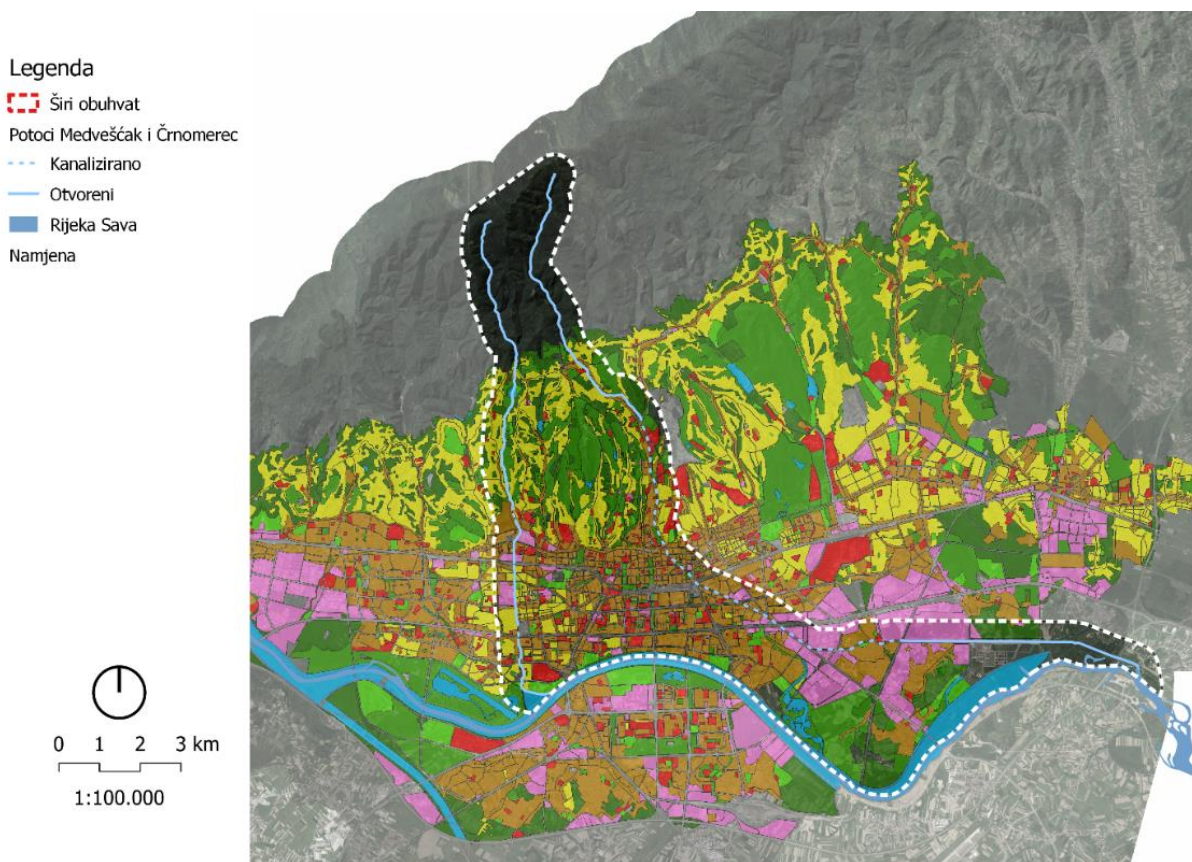 Legenda
Širi obuhvat
Potoci Medvešćak i Črnomerec
Kanalizirano
Otvoreni
Rijeka Sava
Namjena
0 1 2 3 km
1:100.000